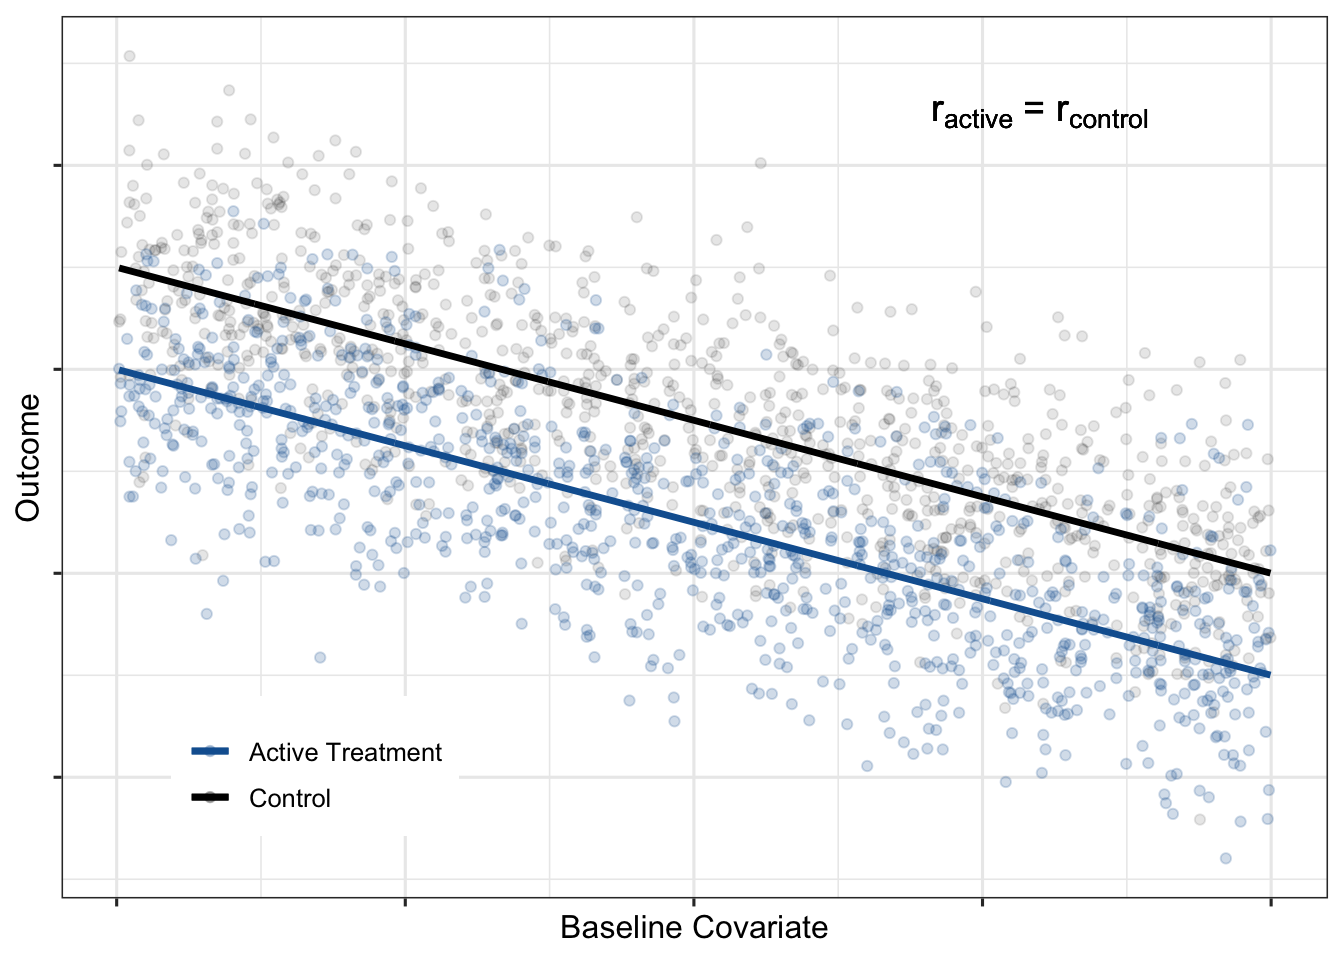 r_active = r_control
Outcome
Active Treatment
Control
Baseline Covariate